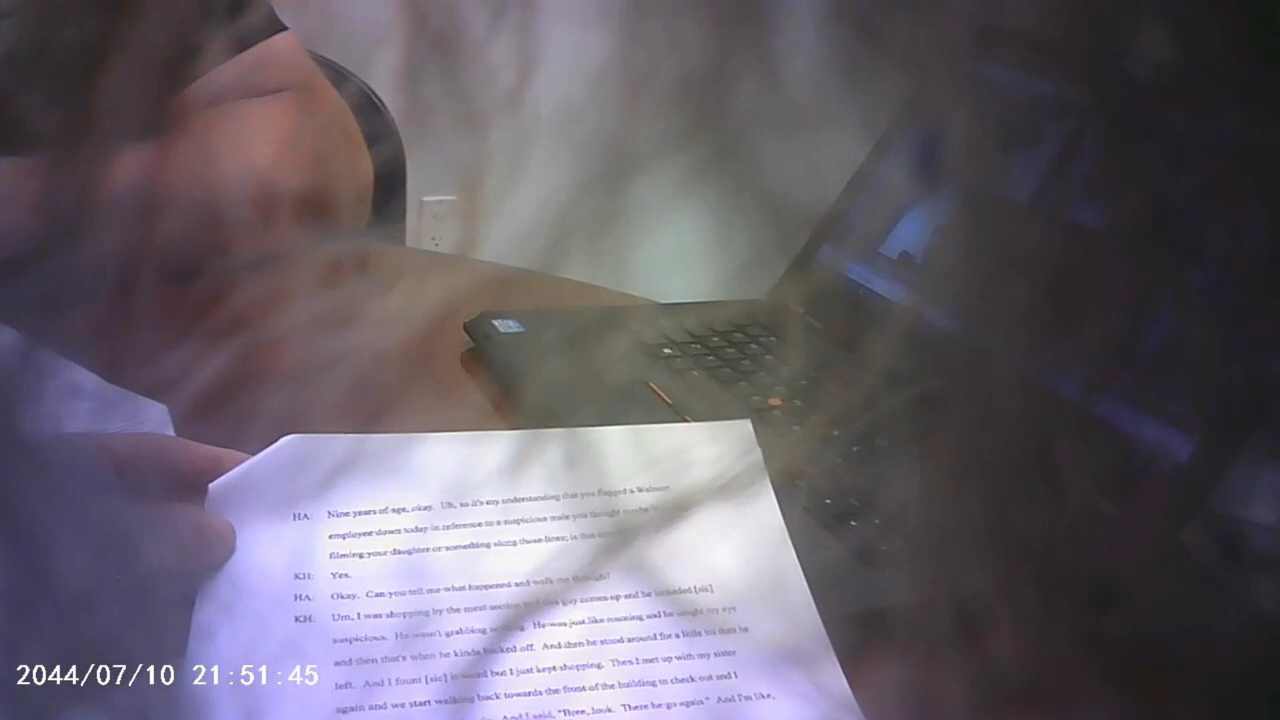 HA: Nine years of age, okay. Uh, so it's my understanding that you flagged a Walmart
employee down today in reference to a suspicious male you thought maybe
filming your daughter or something along those lines; is that
KH: Yes.
HA: Okay. Can you tell me what happened and walk me through?
KH: Um, I was shopping by the meat section this guy comes up and he [sic]
suspicious. He wasn't grabbing He was just like roaming and he caught my eye
and then that's when he kinda backed off. And then he stood around for a little bit then he
left. And I fount [sic] it weird but I just kept shopping. Then I met up with my sister
again and we start walking back towards the front of the building to check out and I
And I said, "Bree, look. There he go again." And I'm like,
2044/07/10 21:51:45